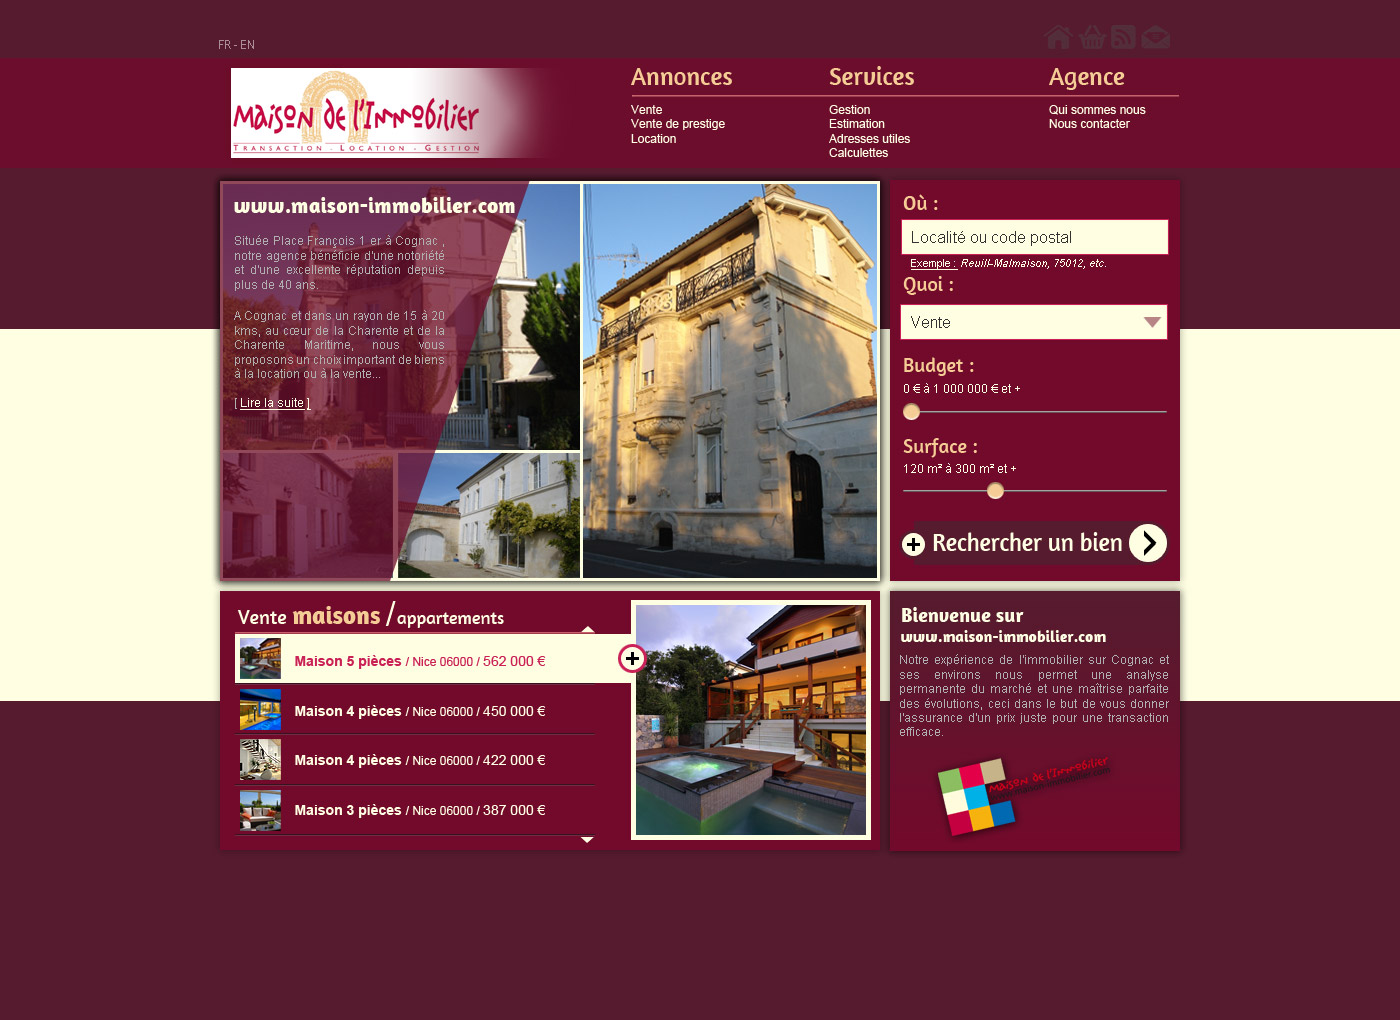 FR - EN
Maison de l'Immobilier
Transaction - Location - Gestion
Annonces
Vente
Vente de prestige
Location
Services
Gestion
Estimation
Adresses utiles
Calculettes
Agence
Qui sommes nous
Nous contacter
www.maison-immobilier.com
Située Place François 1 er à Cognac ,
notre agence bénéficie d'une notoriété
et d'une excellente réputation depuis
plus de 40 ans.
A Cognac et dans un rayon de 15 à 20
kms, au cœur de la Charente et de la
Charente Maritime, nous vous
proposons un choix important de biens
à la location ou à la vente...
[ Lire la suite ]
Où :
Localité ou code postal
Exemple : Reuill-Malmaison, 75012, etc.
Quoi :
Vente
Budget :
0 € à 1 000 000 € et +
Surface :
120 m² à 300 m² et +
Rechercher un bien
Vente maisons / appartements
Maison 5 pièces / Nice 06000 / 562 000 €
Maison 4 pièces / Nice 06000 / 450 000 €
Maison 4 pièces / Nice 06000 / 422 000 €
Maison 3 pièces / Nice 06000 / 387 000 €
Bienvenue sur
www.maison-immobilier.com
Notre expérience de l'immobilier sur Cognac et
ses environs nous permet une analyse
permanente du marché et une maîtrise parfaite
des évolutions, ceci dans le but de vous donner
l'assurance d'un prix juste pour une transaction
efficace.
Maison de l'Immobilier